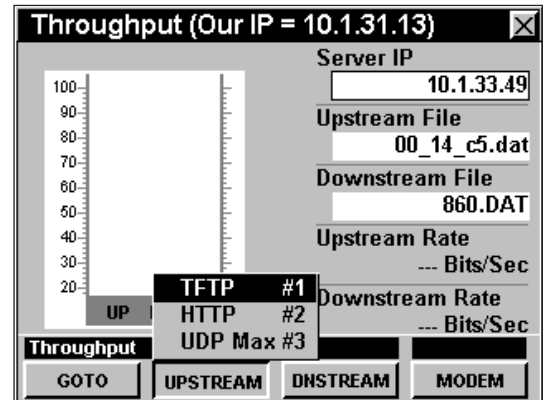 Throughput (Our IP = 10.1.31.13)
Server IP
10.1.33.49
Upstream File
00_14_c5.dat
Downstream File
860.DAT
Upstream Rate
--- Bits/Sec
Downstream Rate
--- Bits/Sec
100
90
80
70
60
50
40
30
20
UP
TFTP #1
HTTP #2
UDP Max #3
Throughput
GOTO UPSTREAM DNSTREAM MODEM